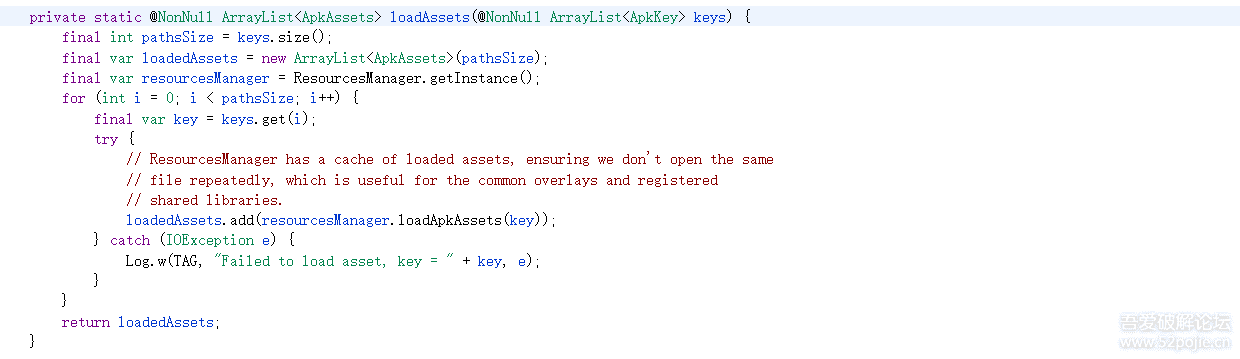 private static @NonNull ArrayList<ApkAssets> loadAssets(@NonNull ArrayList<ApkKey> keys) {
    final int pathsSize = keys.size();
    final var loadedAssets = new ArrayList<ApkAssets>(pathsSize);
    final var resourcesManager = ResourcesManager.getInstance();
    for (int i = 0; i < pathsSize; i++) {
        final var key = keys.get(i);
        try {
            // ResourcesManager has a cache of loaded assets, ensuring we don't open the same
            // file repeatedly, which is useful for the common overlays and registered
            // shared libraries.
            loadedAssets.add(resourcesManager.loadApkAssets(key));
        } catch (IOException e) {
            Log.w(TAG, "Failed to load asset, key = " + key, e);
        }
    }
    return loadedAssets;
}
吾爱破解论坛
www.52pojie.cn